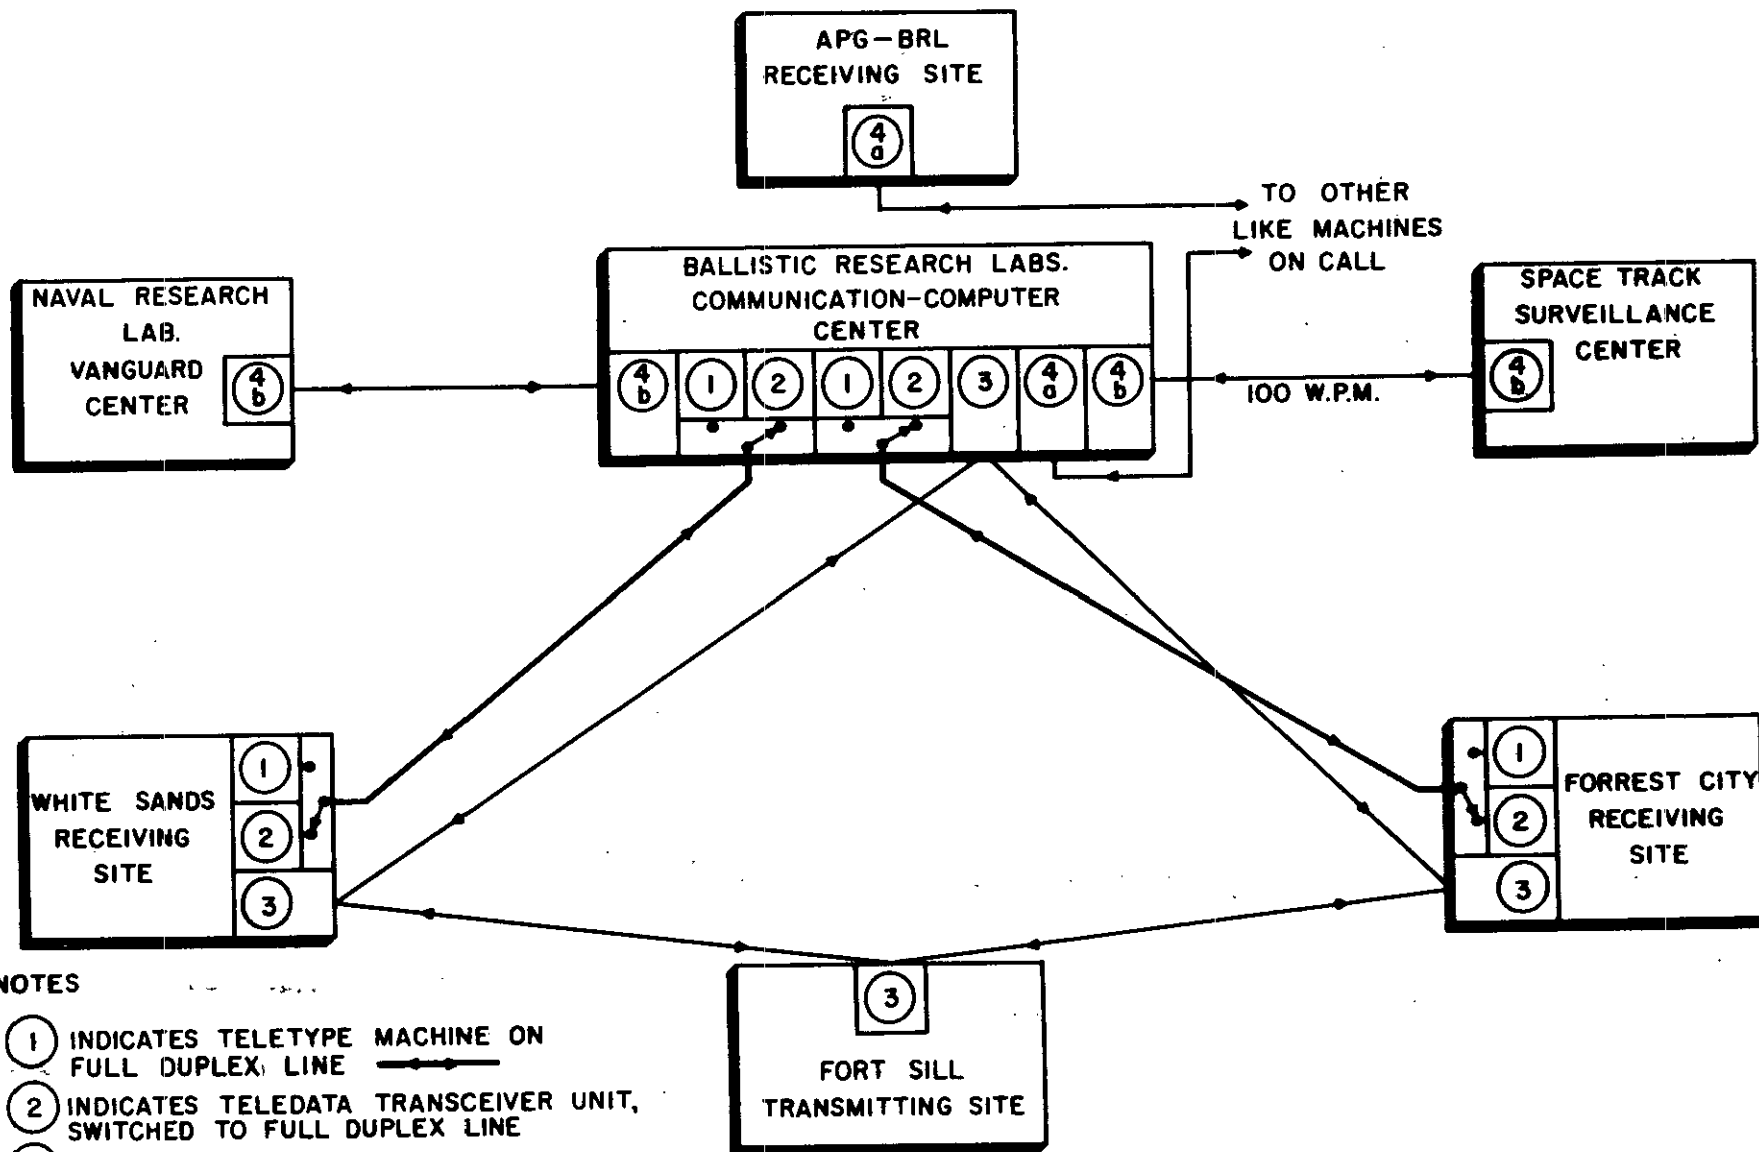 APG-BRL
RECEIVING SITE
4
a
TO OTHER
LIKE MACHINES
ON CALL
BALLISTIC RESEARCH LABS.
COMMUNICATION-COMPUTER
CENTER
4
b
1
2
1
2
3
4
a
4
b
NAVAL RESEARCH
LAB.
VANGUARD
CENTER
4
b
100 W.P.M.
SPACE TRACK
SURVEILLANCE
CENTER
4
b
WHITE SANDS
RECEIVING
SITE
1
2
3
1
2
3
FORREST CITY
RECEIVING
SITE
3
FORT SILL
TRANSMITTING SITE
NOTES
1 INDICATES TELETYPE MACHINE ON
FULL DUPLEX LINE
2 INDICATES TELEDATA TRANSCEIVER UNIT,
SWITCHED TO FULL DUPLEX LINE